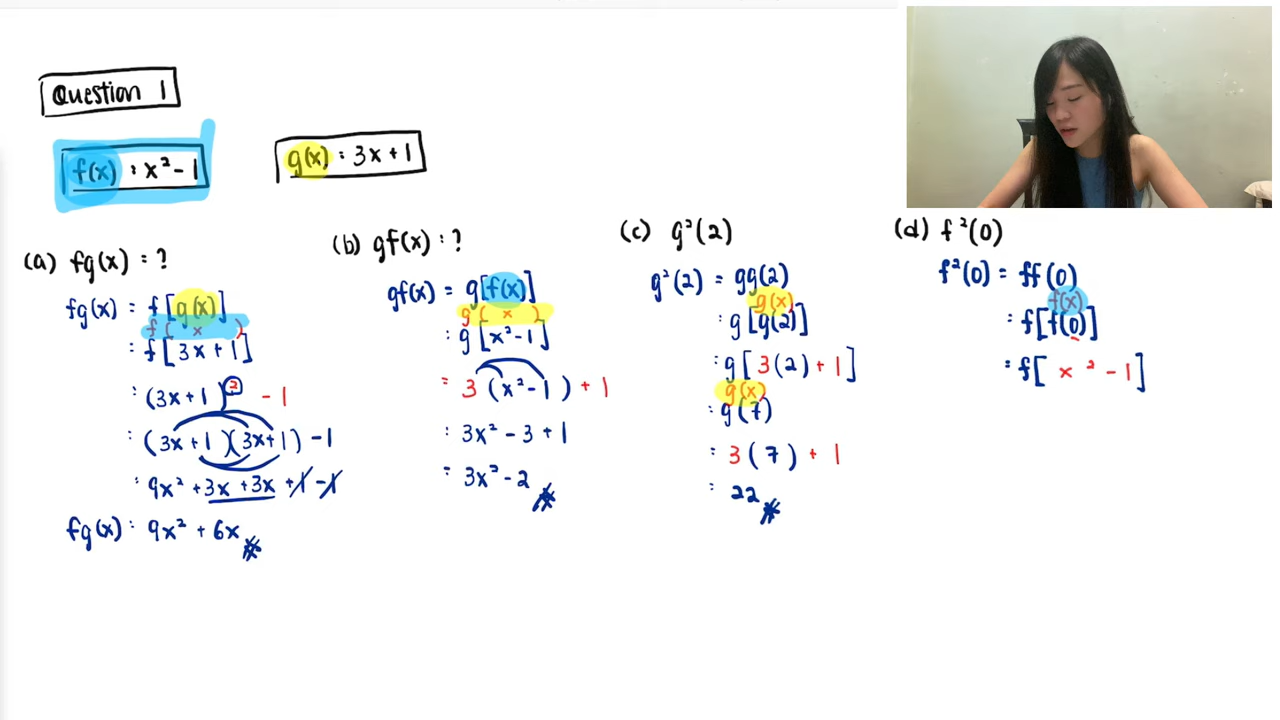 Question 1
f(x) : x² - 1
g(x) : 3x + 1
(a) fg(x) = ?
fg(x) = f[g(x)]
f( x )
: f[3x + 1]
: (3x + 1)² - 1
: (3x + 1)(3x + 1) - 1
: 9x² + 3x + 3x + 1 - 1
fg(x) : 9x² + 6x
(b) gf(x) : ?
gf(x) = g[f(x)]
g( x )
: g[x² - 1]
= 3(x² - 1) + 1
: 3x² - 3 + 1
= 3x² - 2
(c) g²(2)
g²(2) = gg(2)
g(x)
: g[g(2)]
: g[3(2) + 1]
g(x)
: g(7)
= 3(7) + 1
: 22
(d) f²(0)
f²(0) = ff(0)
f(x)
= f[f(0)]
= f[x² - 1]